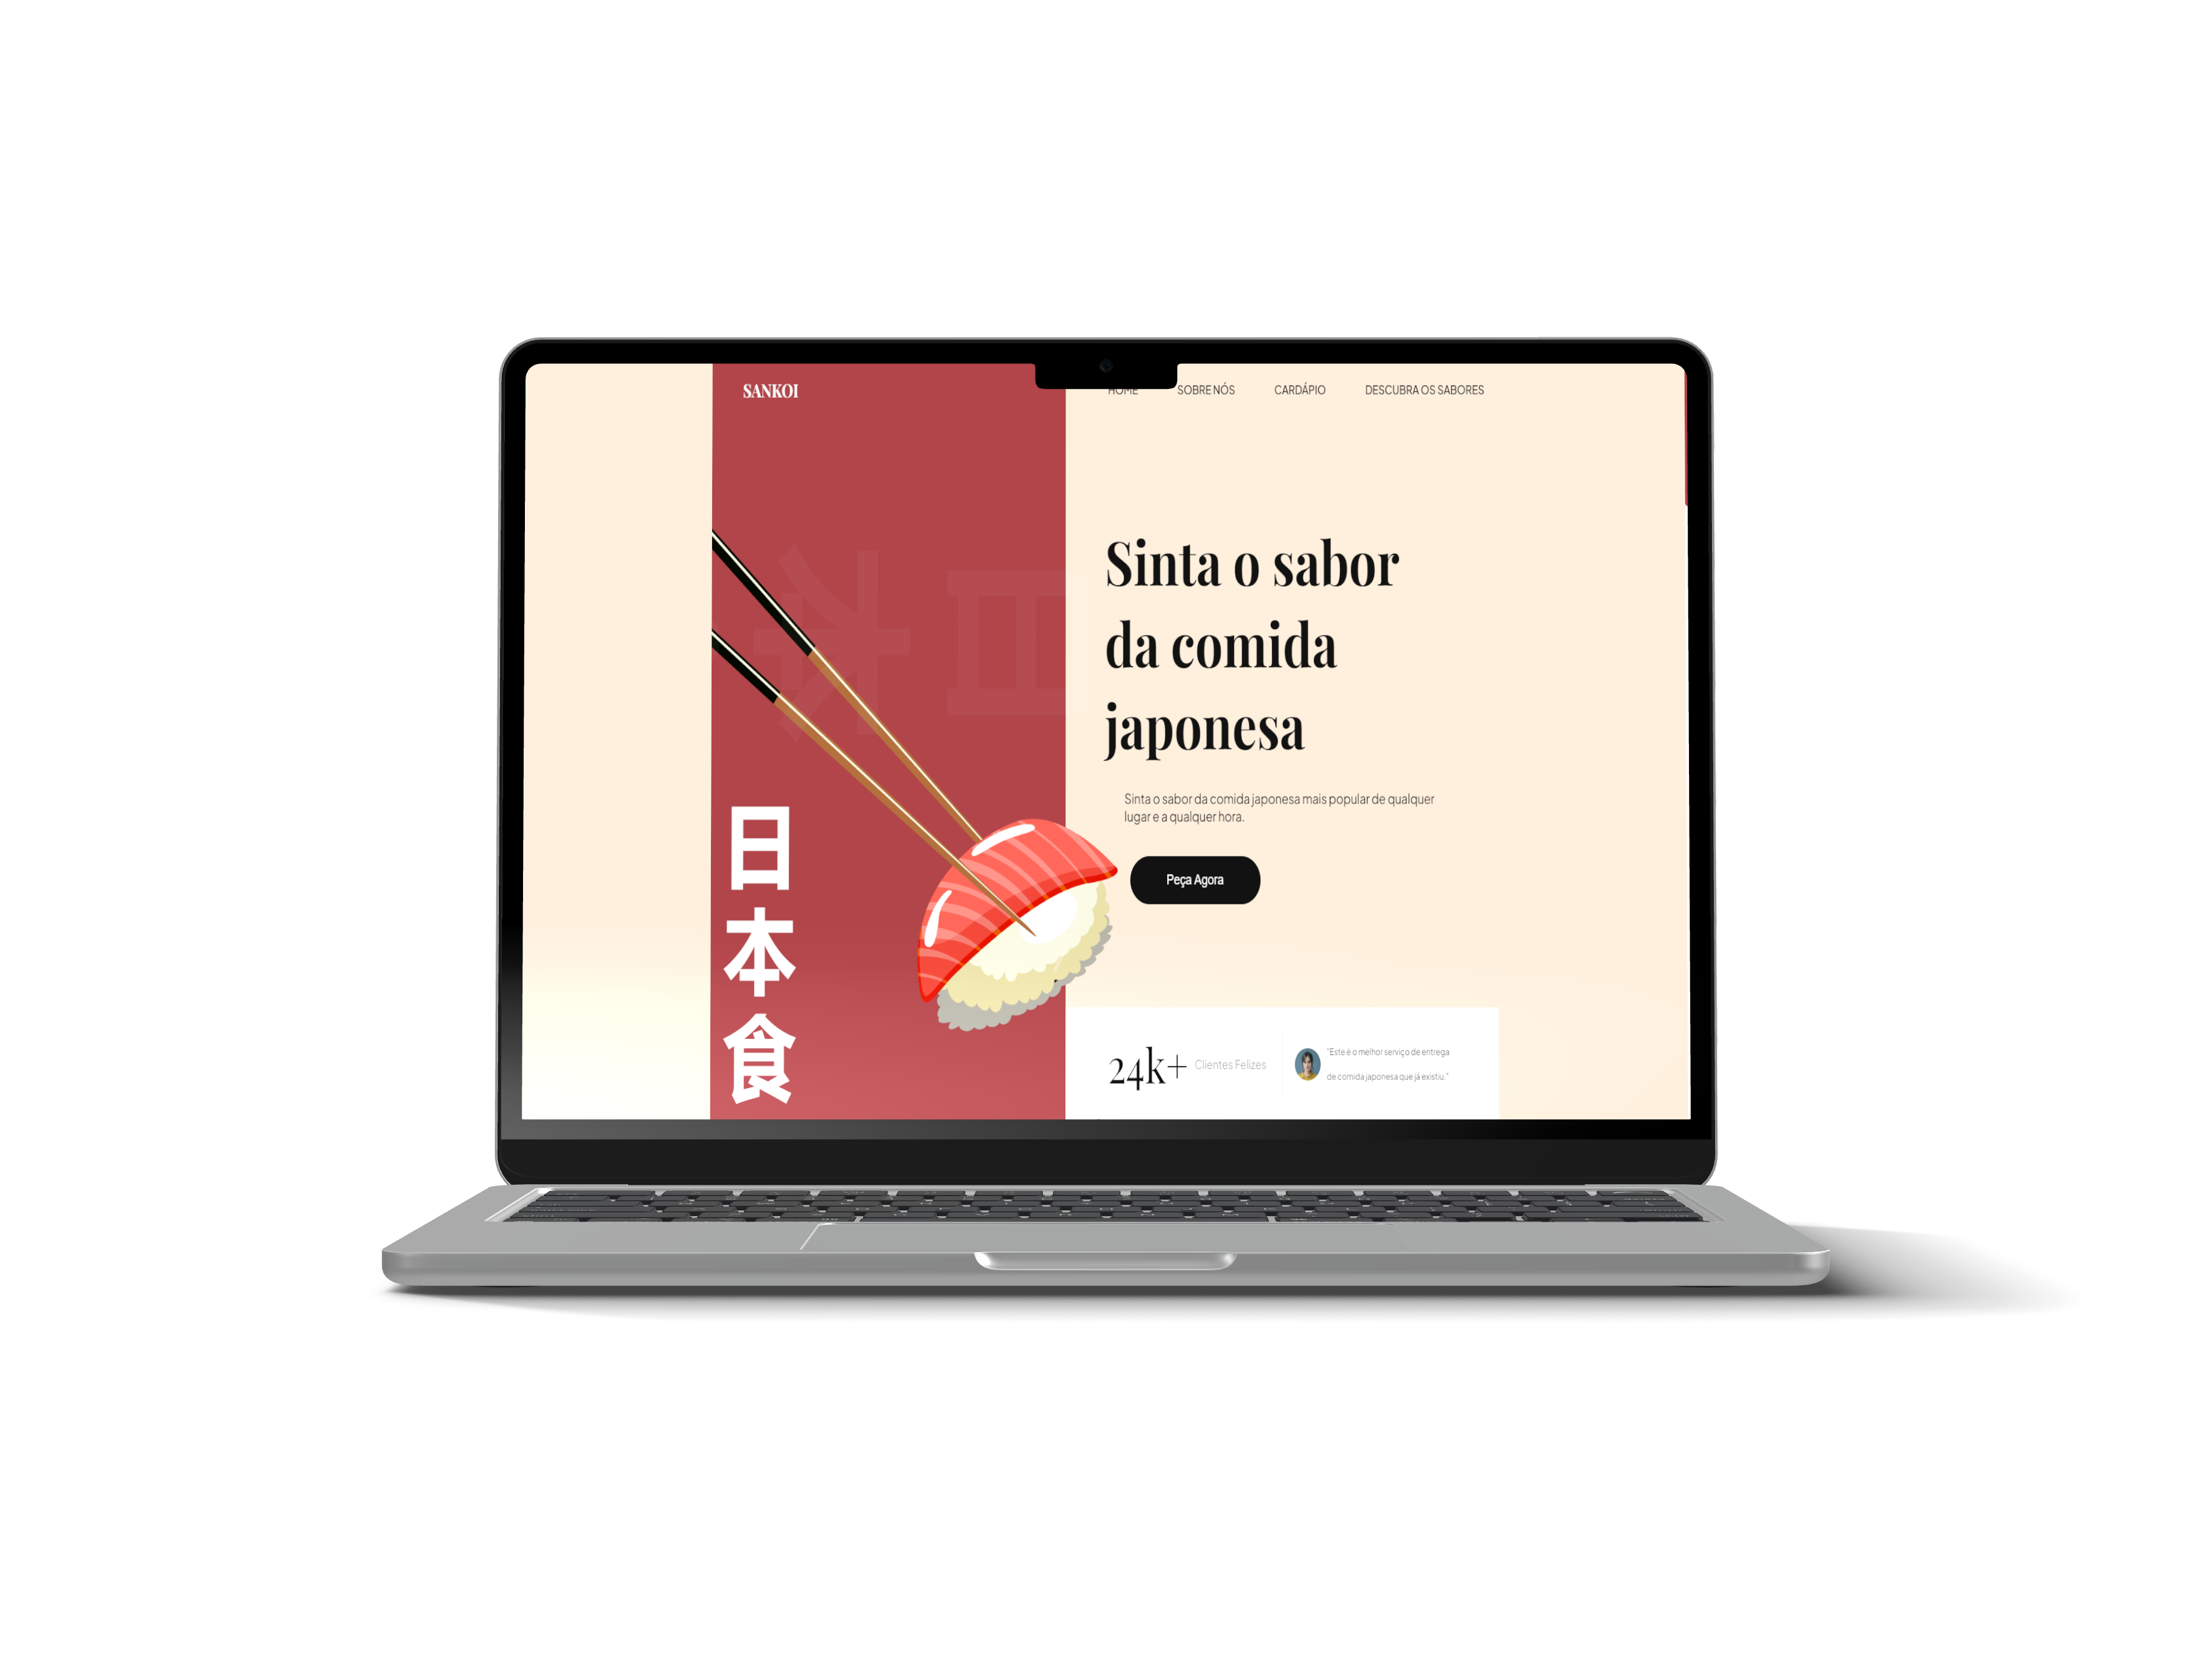 SANKOI
HOME
SOBRE NÓS
CARDÁPIO
DESCUBRA OS SABORES
Sinta o sabor
da comida
japonesa
Sinta o sabor da comida japonesa mais popular de qualquer
lugar e a qualquer hora.
Peça Agora
日
本
食
24k+
Clientes Felizes
"Este é o melhor serviço de entrega
de comida japonesa que já existiu."